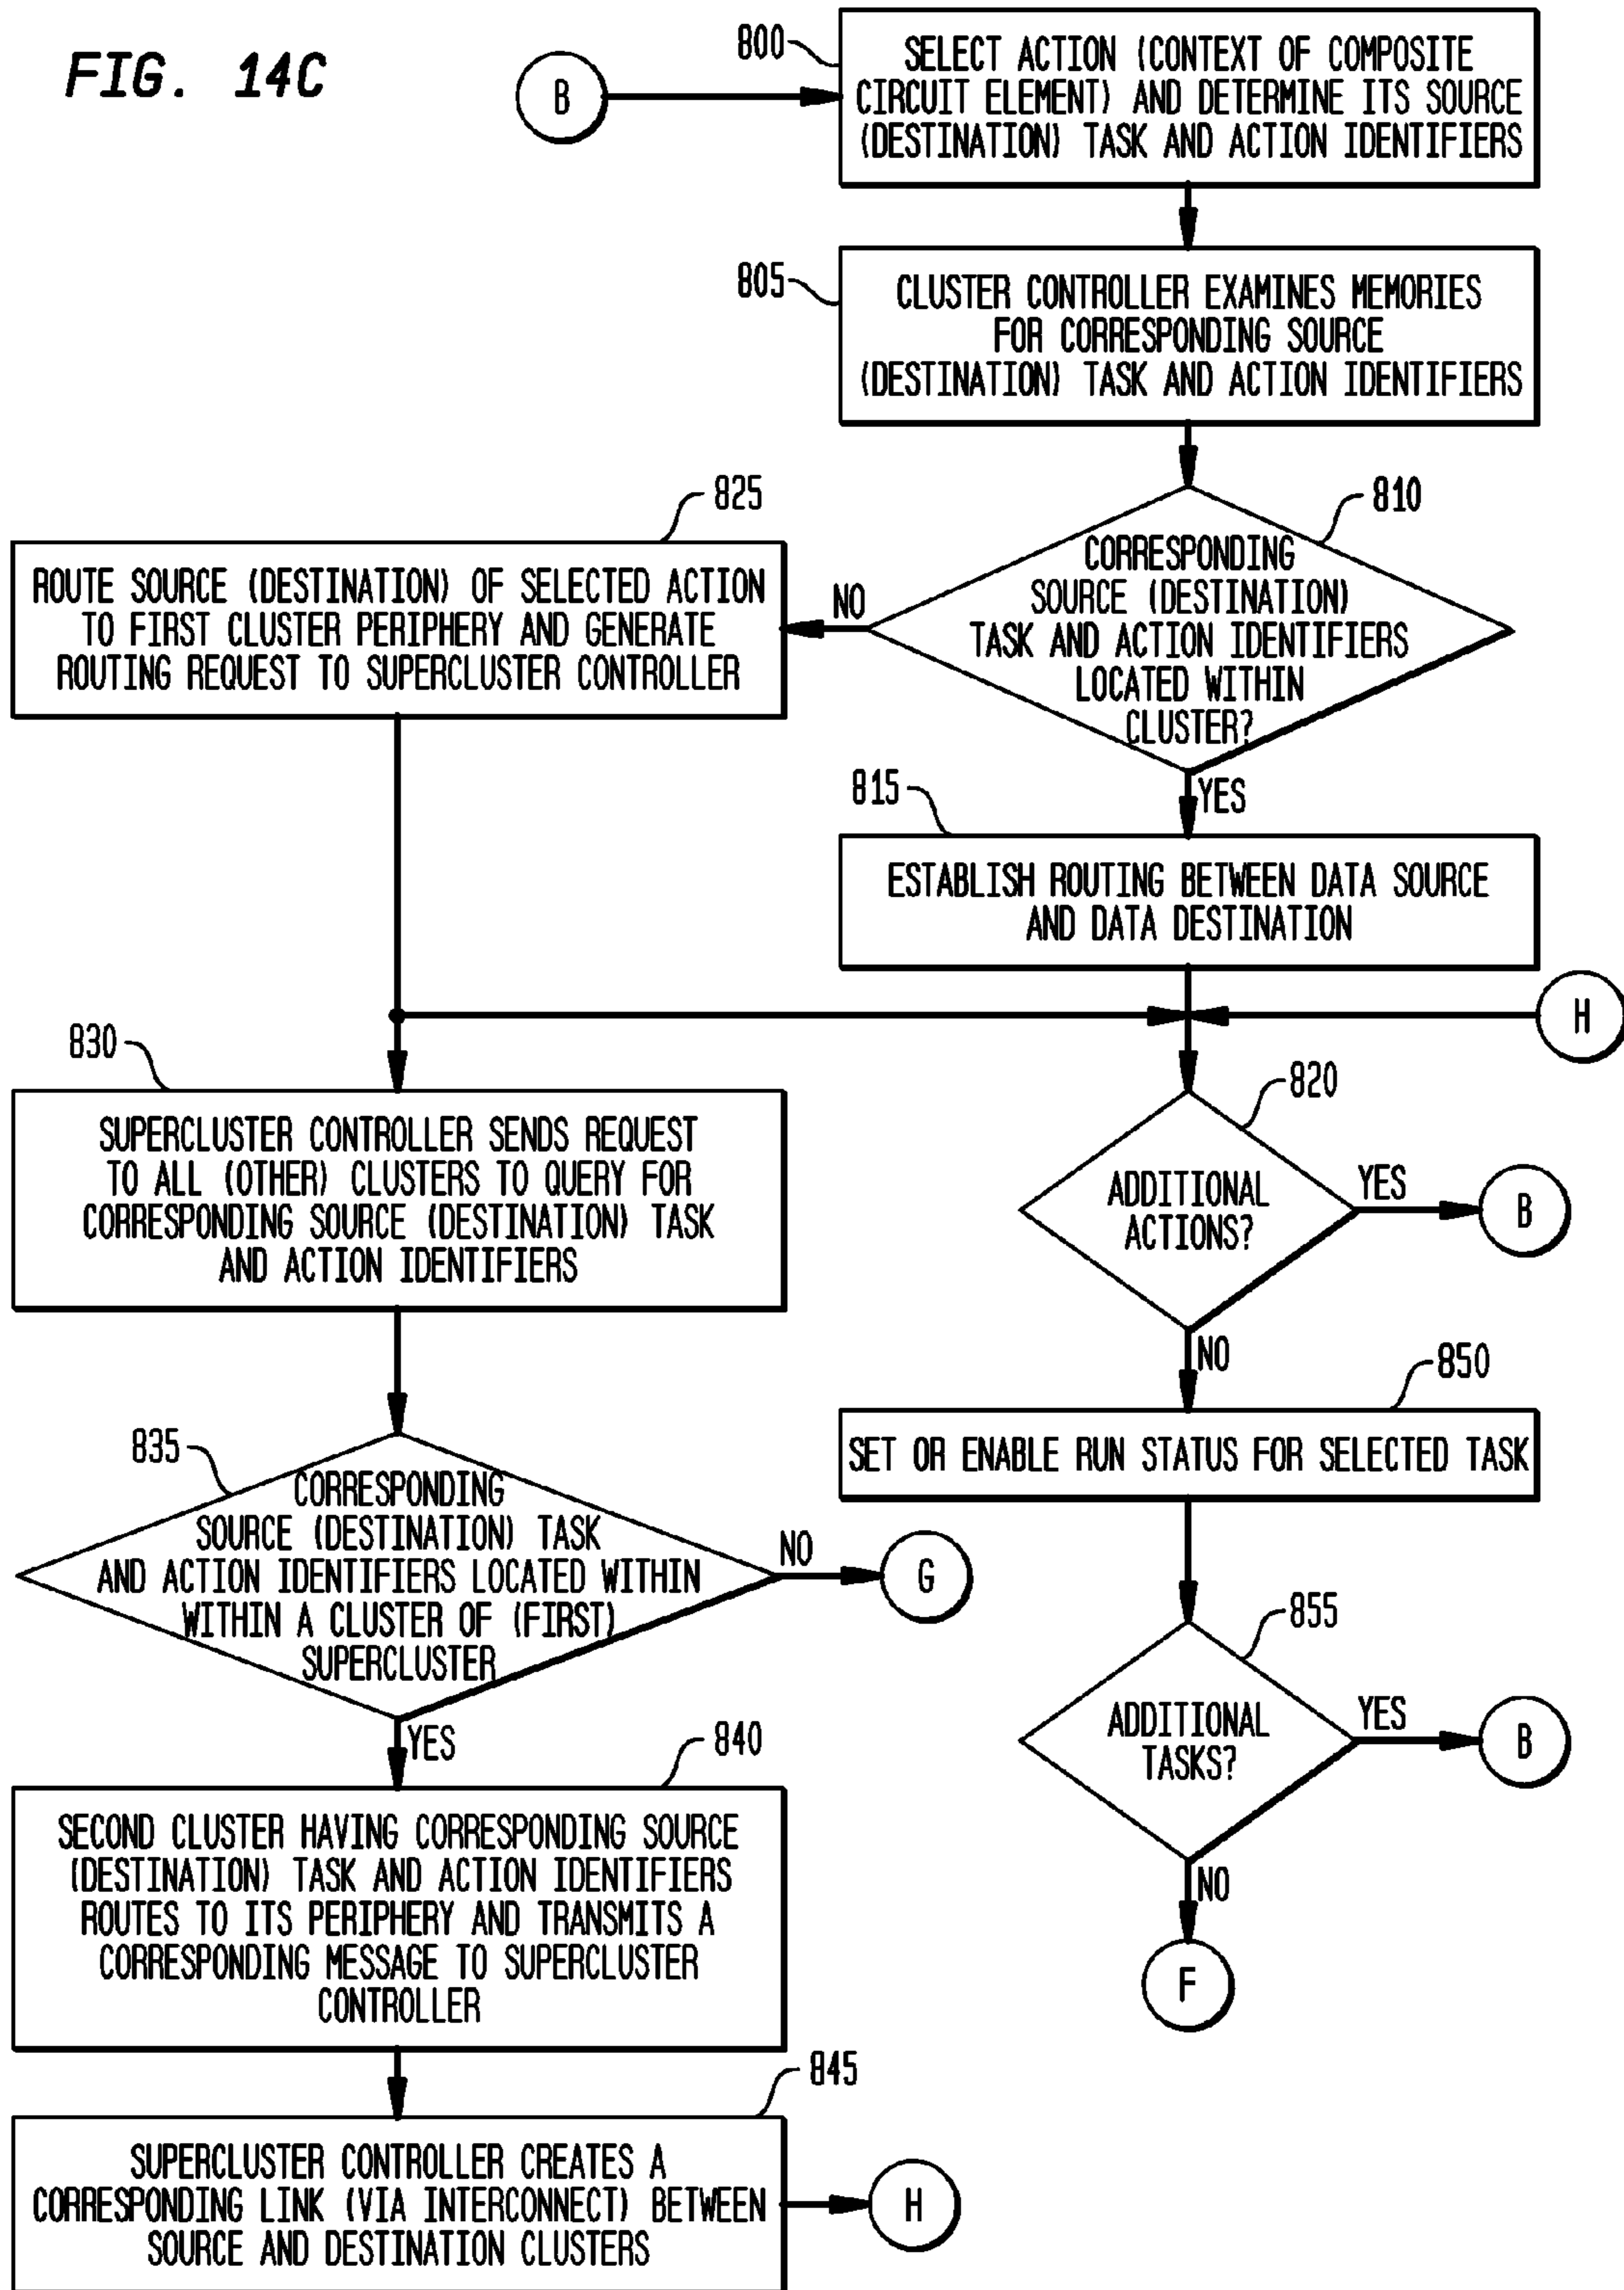 FIG. 14C
B
800
SELECT ACTION (CONTEXT OF COMPOSITE
CIRCUIT ELEMENT) AND DETERMINE ITS SOURCE
(DESTINATION) TASK AND ACTION IDENTIFIERS
805
CLUSTER CONTROLLER EXAMINES MEMORIES
FOR CORRESPONDING SOURCE
(DESTINATION) TASK AND ACTION IDENTIFIERS
810
CORRESPONDING
SOURCE (DESTINATION)
TASK AND ACTION IDENTIFIERS
LOCATED WITHIN
CLUSTER?
NO
825
ROUTE SOURCE (DESTINATION) OF SELECTED ACTION
TO FIRST CLUSTER PERIPHERY AND GENERATE
ROUTING REQUEST TO SUPERCLUSTER CONTROLLER
YES
815
ESTABLISH ROUTING BETWEEN DATA SOURCE
AND DATA DESTINATION
H
830
SUPERCLUSTER CONTROLLER SENDS REQUEST
TO ALL (OTHER) CLUSTERS TO QUERY FOR
CORRESPONDING SOURCE (DESTINATION) TASK
AND ACTION IDENTIFIERS
820
ADDITIONAL
ACTIONS?
YES
B
NO
850
SET OR ENABLE RUN STATUS FOR SELECTED TASK
835
CORRESPONDING
SOURCE (DESTINATION) TASK
AND ACTION IDENTIFIERS LOCATED WITHIN
WITHIN A CLUSTER OF (FIRST)
SUPERCLUSTER
NO
G
YES
855
ADDITIONAL
TASKS?
YES
B
NO
F
840
SECOND CLUSTER HAVING CORRESPONDING SOURCE
(DESTINATION) TASK AND ACTION IDENTIFIERS
ROUTES TO ITS PERIPHERY AND TRANSMITS A
CORRESPONDING MESSAGE TO SUPERCLUSTER
CONTROLLER
845
SUPERCLUSTER CONTROLLER CREATES A
CORRESPONDING LINK (VIA INTERCONNECT) BETWEEN
SOURCE AND DESTINATION CLUSTERS
H